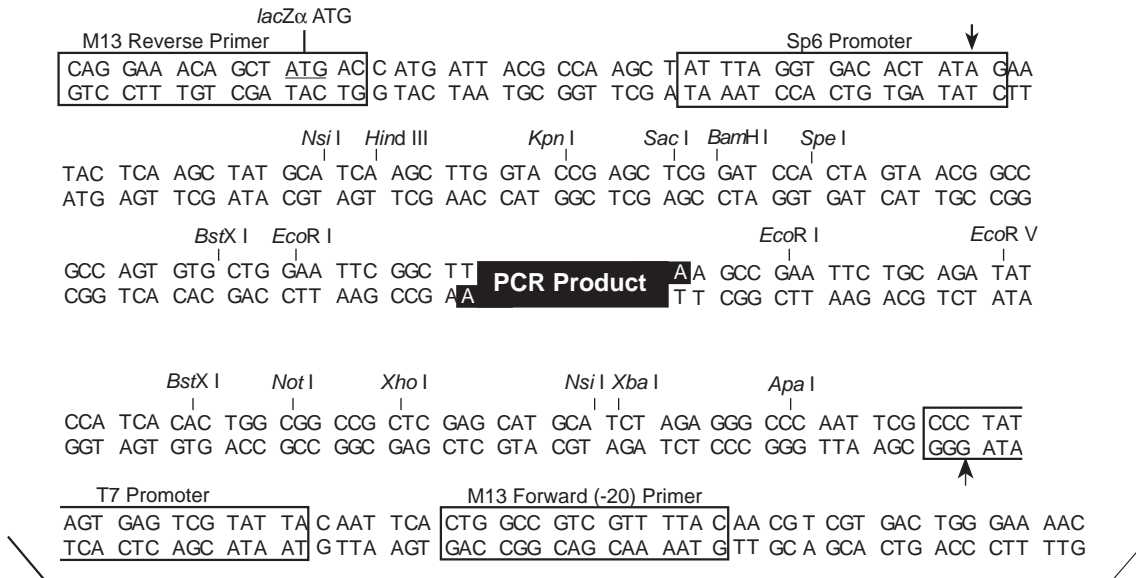 lacZα ATG
M13 Reverse Primer Sp6 Promoter
CAG GAA ACA GCT ATG AC C ATG ATT ACG CCA AGC T AT TTA GGT GAC ACT ATA G AA
GTC CTT TGT CGA TAC TG G TAC TAA TGC GGT TCG A TA AAT CCA CTG TGA TAT C TT
Nsi I Hind III Kpn I Sac I BamH I Spe I
TAC TCA AGC TAT GCA TCA AGC TTG GTA CCG AGC TCG GAT CCA CTA GTA ACG GCC
ATG AGT TCG ATA CGT AGT TCG AAC CAT GGC TCG AGC CTA GGT GAT CAT TGC CGG
BstX I EcoR I EcoR I EcoR V
GCC AGT GTG CTG GAA TTC GGC TT PCR Product A A GCC GAA TTC TGC AGA TAT
CGG TCA CAC GAC CTT AAG CCG A A T T CGG CTT AAG ACG TCT ATA
BstX I Not I Xho I Nsi I Xba I Apa I
CCA TCA CAC TGG CGG CCG CTC GAG CAT GCA TCT AGA GGG CCC AAT TCG CCC TAT
GGT AGT GTG ACC GCC GGC GAG CTC GTA CGT AGA TCT CCC GGG TTA AGC GGG ATA
T7 Promoter M13 Forward (-20) Primer
AGT GAG TCG TAT TA C AAT TCA CTG GCC GTC GTT TTA C AA CGT CGT GAC TGG GAA AAC
TCA CTC AGC ATA AT G TTA AGT GAC CGG CAG CAA AAT G TT GCA GCA CTG ACC CTT TTG